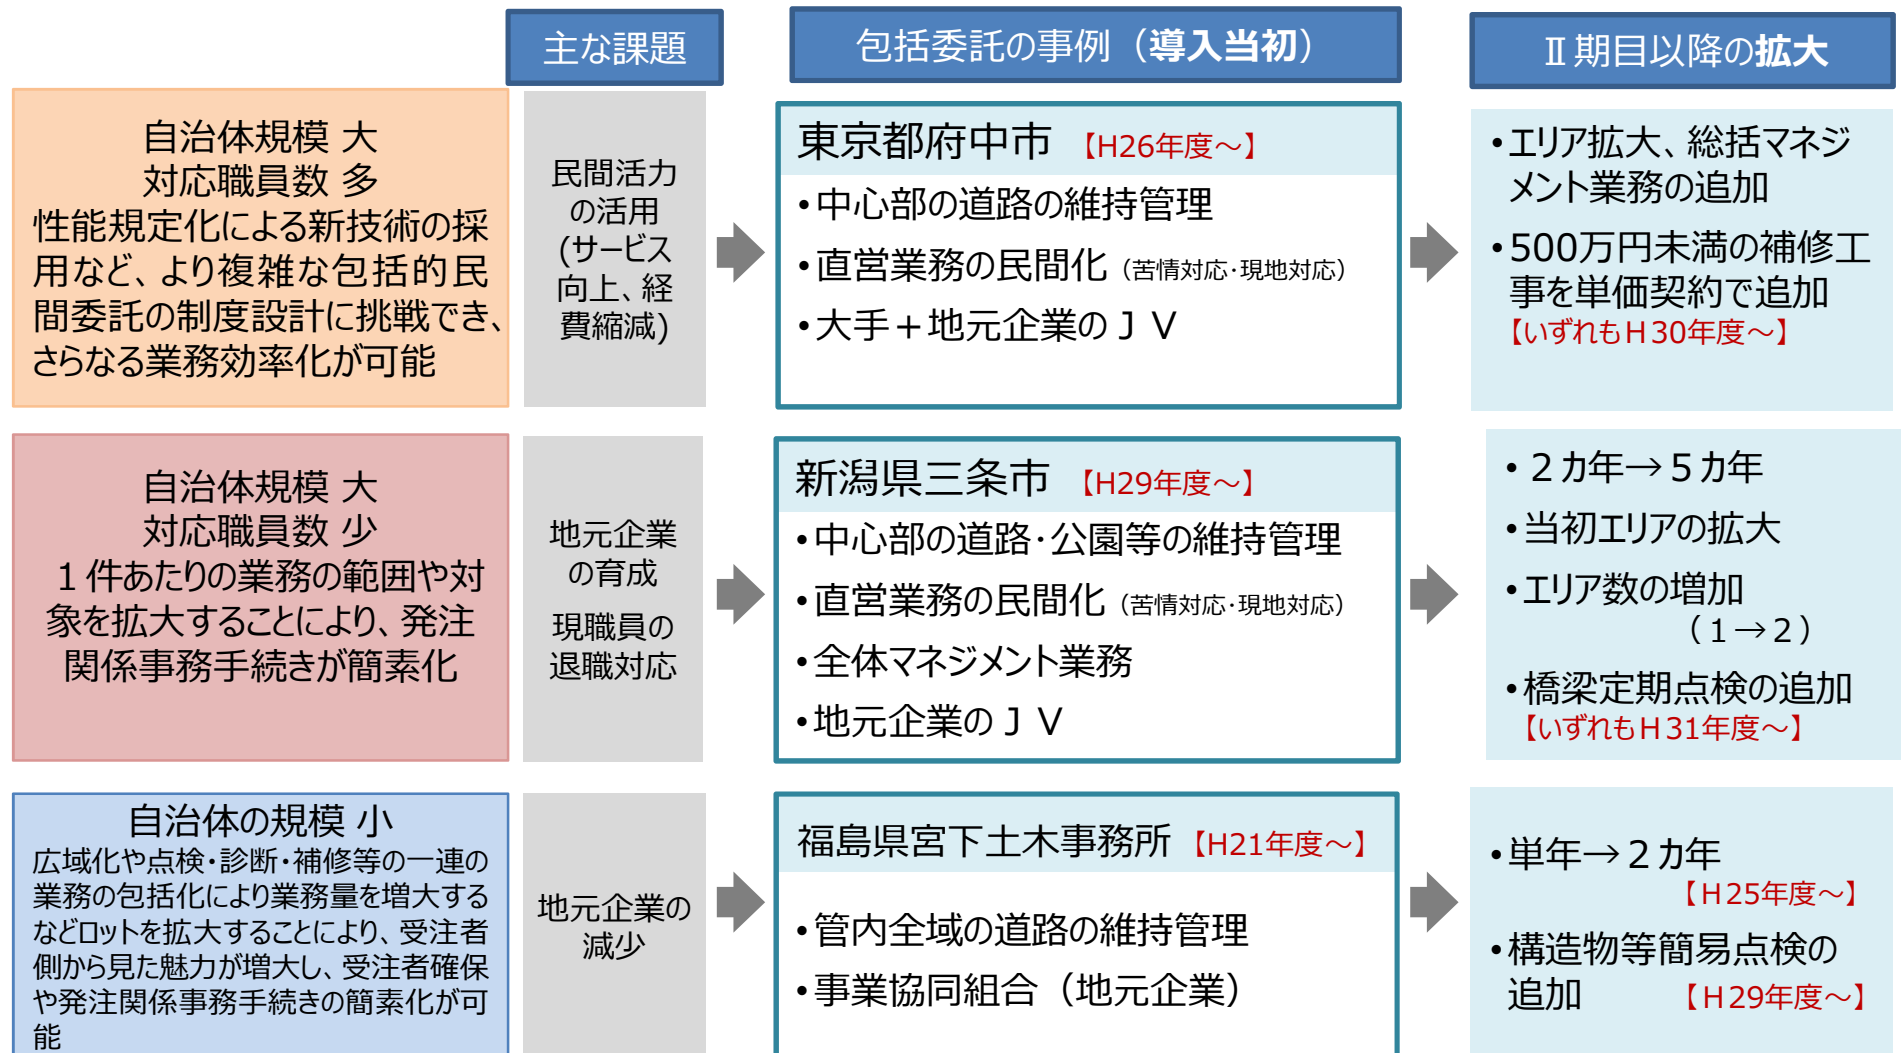 主な課題
包括委託の事例（導入当初）
Ⅱ期目以降の拡大
自治体規模 大
対応職員数 多
性能規定化による新技術の採
用など、より複雑な包括的民
間委託の制度設計に挑戦でき、
さらなる業務効率化が可能
民間活力
の活用
(サービス
向上、経
費縮減)
東京都府中市 【H26年度～】
•中心部の道路の維持管理
•直営業務の民間化（苦情対応･現地対応）
•大手＋地元企業のＪＶ
•エリア拡大、総括マネジ
メント業務の追加
•500万円未満の補修工
事を単価契約で追加
【いずれもＨ30年度～】
自治体規模 大
対応職員数 少
１件あたりの業務の範囲や対
象を拡大することにより、発注
関係事務手続きが簡素化
地元企業
の育成
現職員の
退職対応
新潟県三条市 【H29年度～】
•中心部の道路･公園等の維持管理
•直営業務の民間化（苦情対応･現地対応）
•全体マネジメント業務
•地元企業のＪＶ
•２カ年→５カ年
•当初エリアの拡大
•エリア数の増加
（１→２）
•橋梁定期点検の追加
【いずれもＨ31年度～】
自治体の規模 小
広域化や点検・診断・補修等の一連の
業務の包括化により業務量を増大する
などロットを拡大することにより、受注者
側から見た魅力が増大し、受注者確保
や発注関係事務手続きの簡素化が可
能
地元企業の
減少
福島県宮下土木事務所 【H21年度～】
•管内全域の道路の維持管理
•事業協同組合（地元企業）
•単年→２カ年
【Ｈ25年度～】
•構造物等簡易点検の
追加 【Ｈ29年度～】